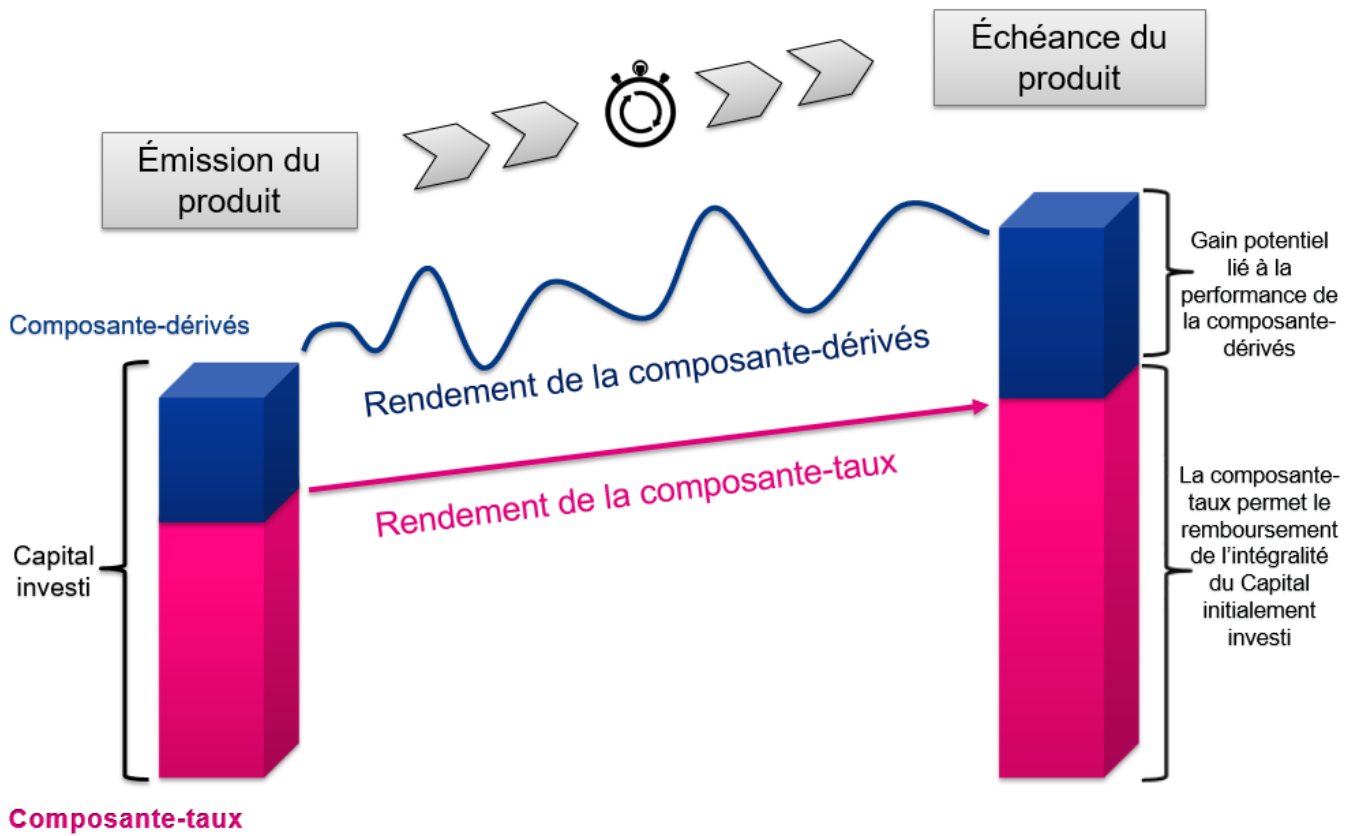 Échéance du
produit
Émission du
produit
Gain potentiel
lié à la
performance de
la composante-
dérivés
Composante-dérivés
Rendement de la composante-dérivés
Rendement de la composante-taux
La composante-
taux permet le
remboursement
de l’intégralité
du Capital
initialement
investi
Capital
investi
Composante-taux